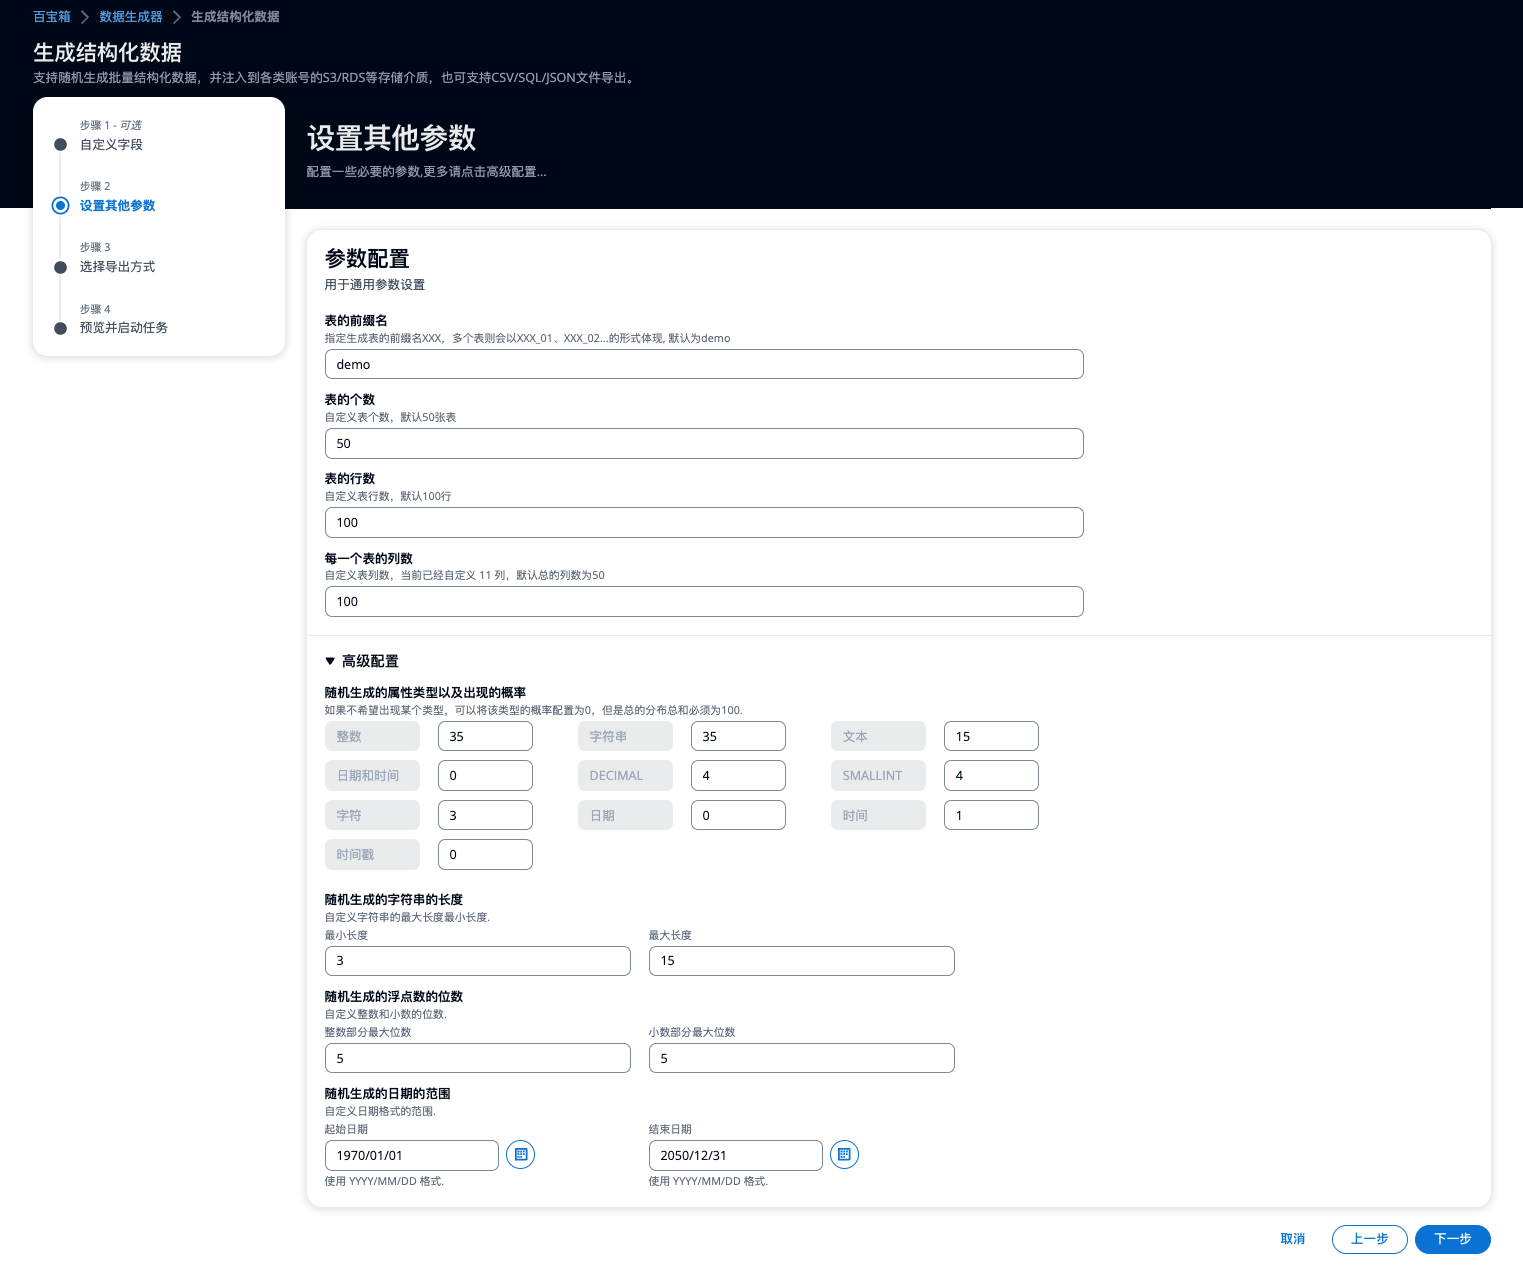 百宝箱 > 数据生成器 > 生成结构化数据
生成结构化数据
支持随机生成批量结构化数据，并注入到各类账号的S3/RDS等存储介质，也可支持CSV/SQL/JSON文件导出。
步骤 1 - 可选
自定义字段
步骤 2
设置其他参数
步骤 3
选择导出方式
步骤 4
预览并启动任务
设置其他参数
配置一些必要的参数,更多请点击高级配置...
参数配置
用于通用参数设置
表的前缀名
指定生成表的前缀名XXX，多个表则会以XXX_01、XXX_02...的形式体现, 默认为demo
demo
表的个数
自定义表个数，默认50张表
50
表的行数
自定义表行数，默认100行
100
每一个表的列数
自定义表列数，当前已经自定义 11 列，默认总的列数为50
100
高级配置
随机生成的属性类型以及出现的概率
如果不希望出现某个类型，可以将该类型的概率配置为0，但是总的分布总和必须为100.
整数 35 字符串 35 文本 15
日期和时间 0 DECIMAL 4 SMALLINT 4
字符 3 日期 0 时间 1
时间戳 0
随机生成的字符串的长度
自定义字符串的最大长度最小长度.
最小长度 最大长度
3 15
随机生成的浮点数的位数
自定义整数和小数的位数.
整数部分最大位数 小数部分最大位数
5 5
随机生成的日期的范围
自定义日期格式的范围.
起始日期 结束日期
1970/01/01 2050/12/31
使用 YYYY/MM/DD 格式. 使用 YYYY/MM/DD 格式.
取消 上一步 下一步